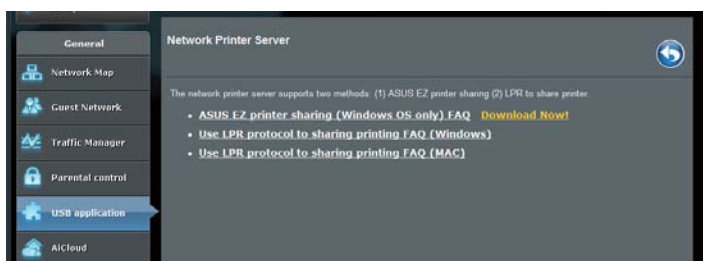 General
Network Map
Guest Network
Traffic Manager
Parental control
USB application
AiCloud
Network Printer Server
The network printer server supports two methods: (1) ASUS EZ printer sharing (2) LPR to share printer.
ASUS EZ printer sharing (Windows OS only) FAQ Download Now!
Use LPR protocol to sharing printing FAQ (Windows)
Use LPR protocol to sharing printing FAQ (MAC)